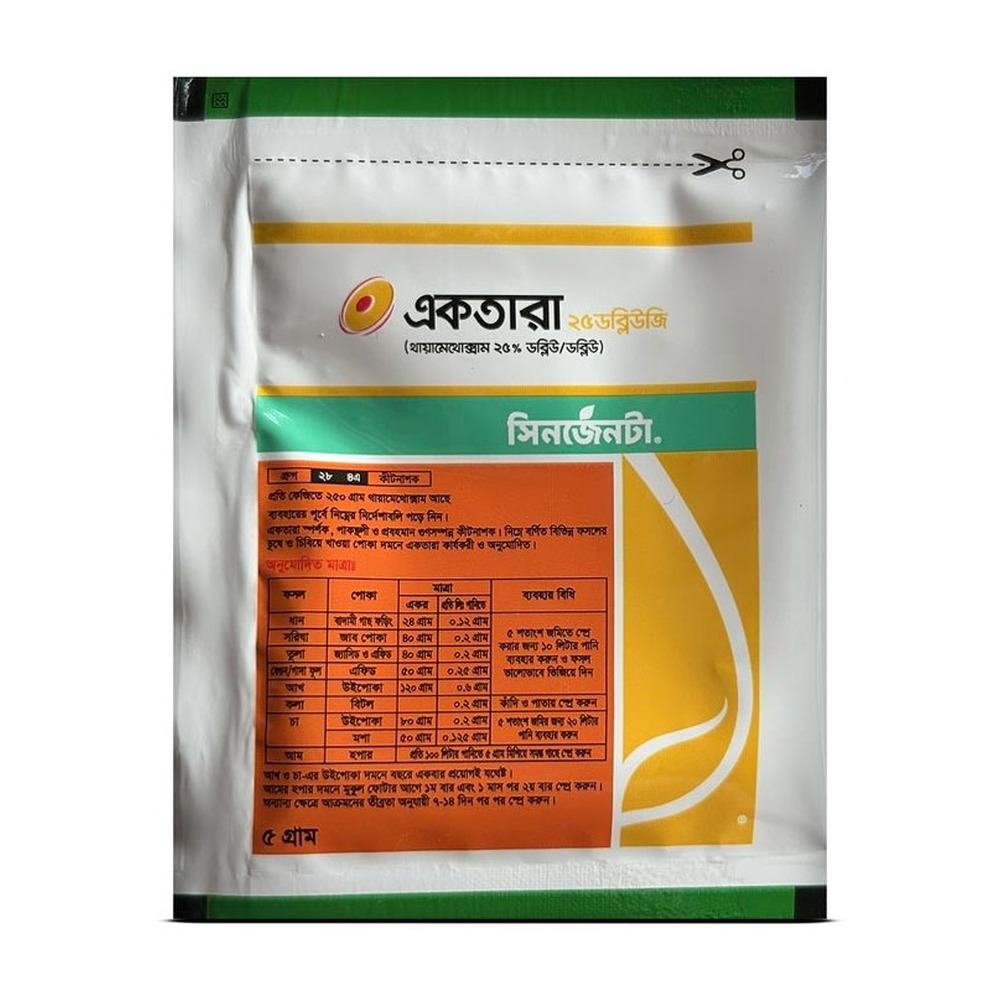 একতারা ২৫ডব্লিউজি
(থায়ামেথোক্সাম ২৫% ডব্লিউ/ডব্লিউ)
সিনজেনটা®
গ্রুপ ২৮ ৪এ কীটনাশক
প্রতি কেজিতে ২৫০ গ্রাম থায়ামেথোক্সাম আছে
ব্যবহারের পূর্বে নিম্নের নির্দেশাবলি পড়ে নিন।
একতারা স্পর্শক, পাকস্থলী ও প্রবহমান গুণসম্পন্ন কীটনাশক। নিম্নে বর্ণিত বিভিন্ন ফসলের
চুষে ও চিবিয়ে খাওয়া পোকা দমনে একতারা কার্যকরী ও অনুমোদিত।
অনুমোদিত মাত্রাঃ
ফসল পোকা মাত্রা ব্যবহার বিধি
একর প্রতি লিঃ পানিতে
ধান বাদামী গাছ ফড়িং ২৪ গ্রাম ০.১২ গ্রাম
সরিষা জাব পোকা ৪০ গ্রাম ০.২ গ্রাম
তুলা জ্যাসিড ও এফিড ৪০ গ্রাম ০.২ গ্রাম
বেগুন/গাদা ফুল এফিড ৫০ গ্রাম ০.২৫ গ্রাম
আখ উইপোকা ১২০ গ্রাম ০.৬ গ্রাম
৫ শতাংশ জমিতে স্প্রে
করার জন্য ১০ লিটার পানি
ব্যবহার করুন ও ফসল
ভালোভাবে ভিজিয়ে দিন
কলা বিটল ০.২ গ্রাম কাঁদি ও পাতায় স্প্রে করুন
চা উইপোকা ৮০ গ্রাম ০.২ গ্রাম
মশা ৫০ গ্রাম ০.১২৫ গ্রাম
৫ শতাংশ জমির জন্য ২০ লিটার
পানি ব্যবহার করুন
আম হপার প্রতি ১০০ লিটার পানিতে ৫ গ্রাম মিশিয়ে সমস্ত গাছে স্প্রে করুন
আখ ও চা-এর উইপোকা দমনে বছরে একবার প্রয়োগই যথেষ্ট।
আমের হপার দমনে মুকুল ফোটার আগে ১ম বার এবং ১ মাস পর ২য় বার স্প্রে করুন।
অন্যান্য ক্ষেত্রে আক্রমনের তীব্রতা অনুযায়ী ৭-১৪ দিন পর পর স্প্রে করুন।
৫ গ্রাম